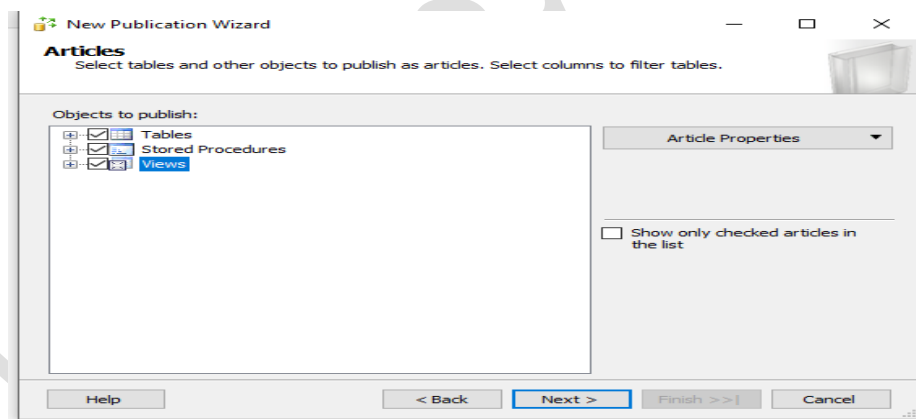 New Publication Wizard
Articles
Select tables and other objects to publish as articles. Select columns to filter tables.
Objects to publish:
Tables
Stored Procedures
Views
Article Properties
Show only checked articles in
the list
Help
< Back
Next >
Finish >>|
Cancel